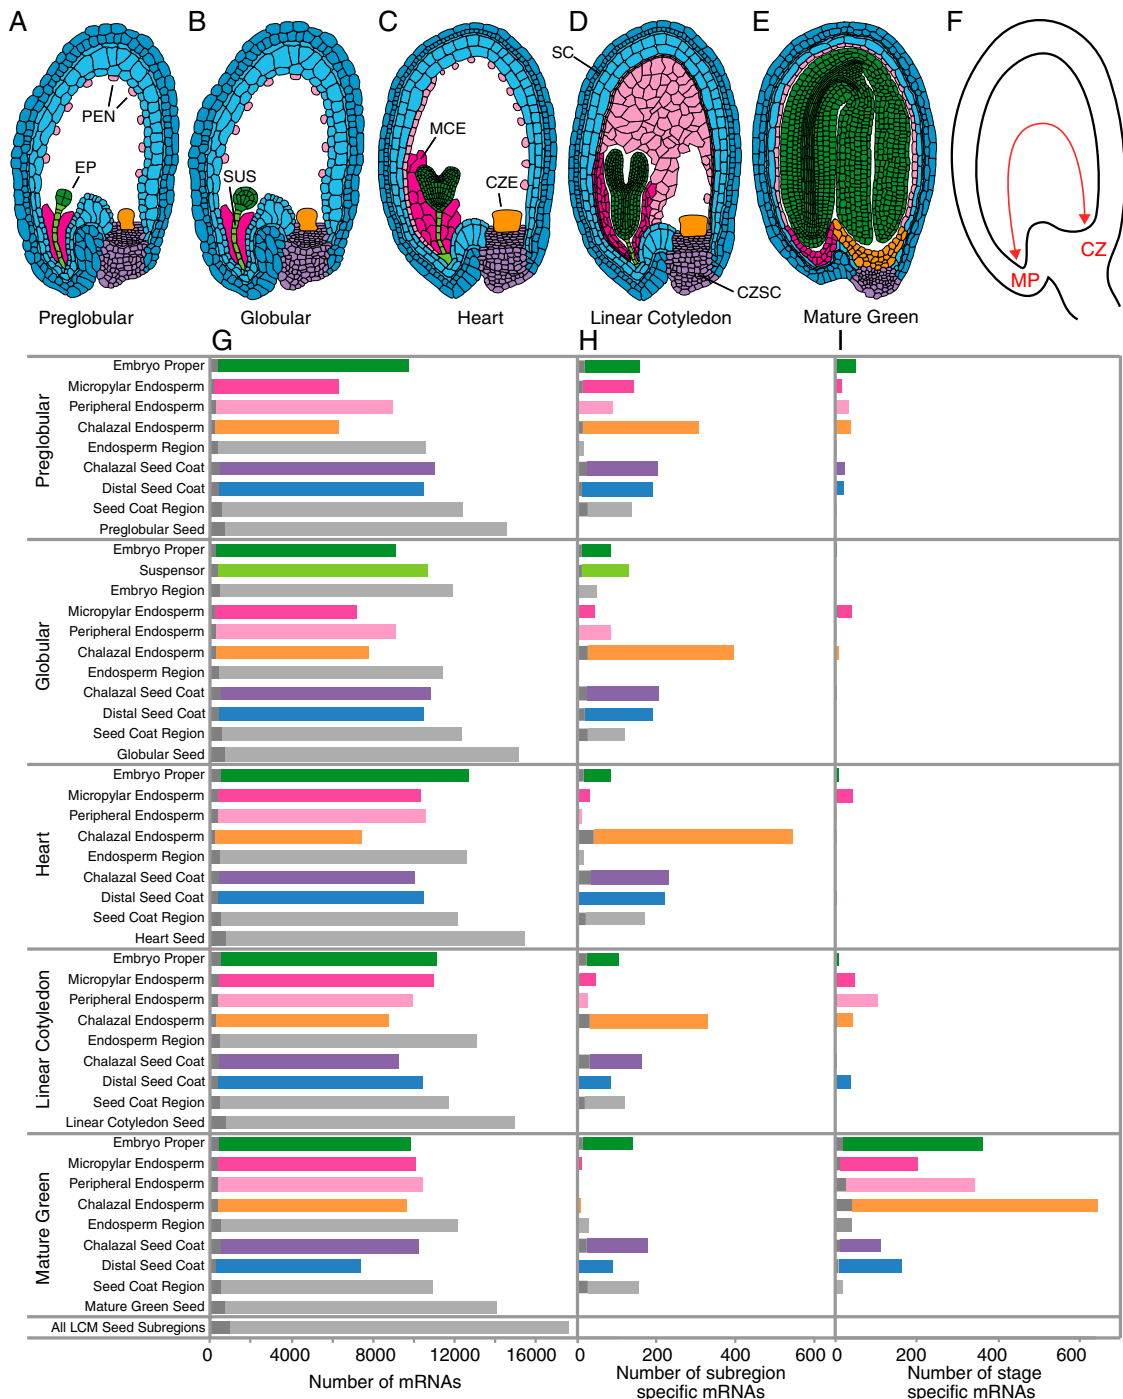 A B C D E F
PEN
EP
SUS
MCE
CZE
SC
CZSC
MP
CZ
Preglobular Globular Heart Linear Cotyledon Mature Green
G H I
Preglobular
Embryo Proper
Micropylar Endosperm
Peripheral Endosperm
Chalazal Endosperm
Endosperm Region
Chalazal Seed Coat
Distal Seed Coat
Seed Coat Region
Preglobular Seed
Globular
Embryo Proper
Suspensor
Embryo Region
Micropylar Endosperm
Peripheral Endosperm
Chalazal Endosperm
Endosperm Region
Chalazal Seed Coat
Distal Seed Coat
Seed Coat Region
Globular Seed
Heart
Embryo Proper
Micropylar Endosperm
Peripheral Endosperm
Chalazal Endosperm
Endosperm Region
Chalazal Seed Coat
Distal Seed Coat
Seed Coat Region
Heart Seed
Linear Cotyledon
Embryo Proper
Micropylar Endosperm
Peripheral Endosperm
Chalazal Endosperm
Endosperm Region
Chalazal Seed Coat
Distal Seed Coat
Seed Coat Region
Linear Cotyledon Seed
Mature Green
Embryo Proper
Micropylar Endosperm
Peripheral Endosperm
Chalazal Endosperm
Endosperm Region
Chalazal Seed Coat
Distal Seed Coat
Seed Coat Region
Mature Green Seed
All LCM Seed Subregions
0 4000 8000 12000 16000 0 200 400 600 0 200 400 600
Number of mRNAs
Number of subregion
specific mRNAs
Number of stage
specific mRNAs